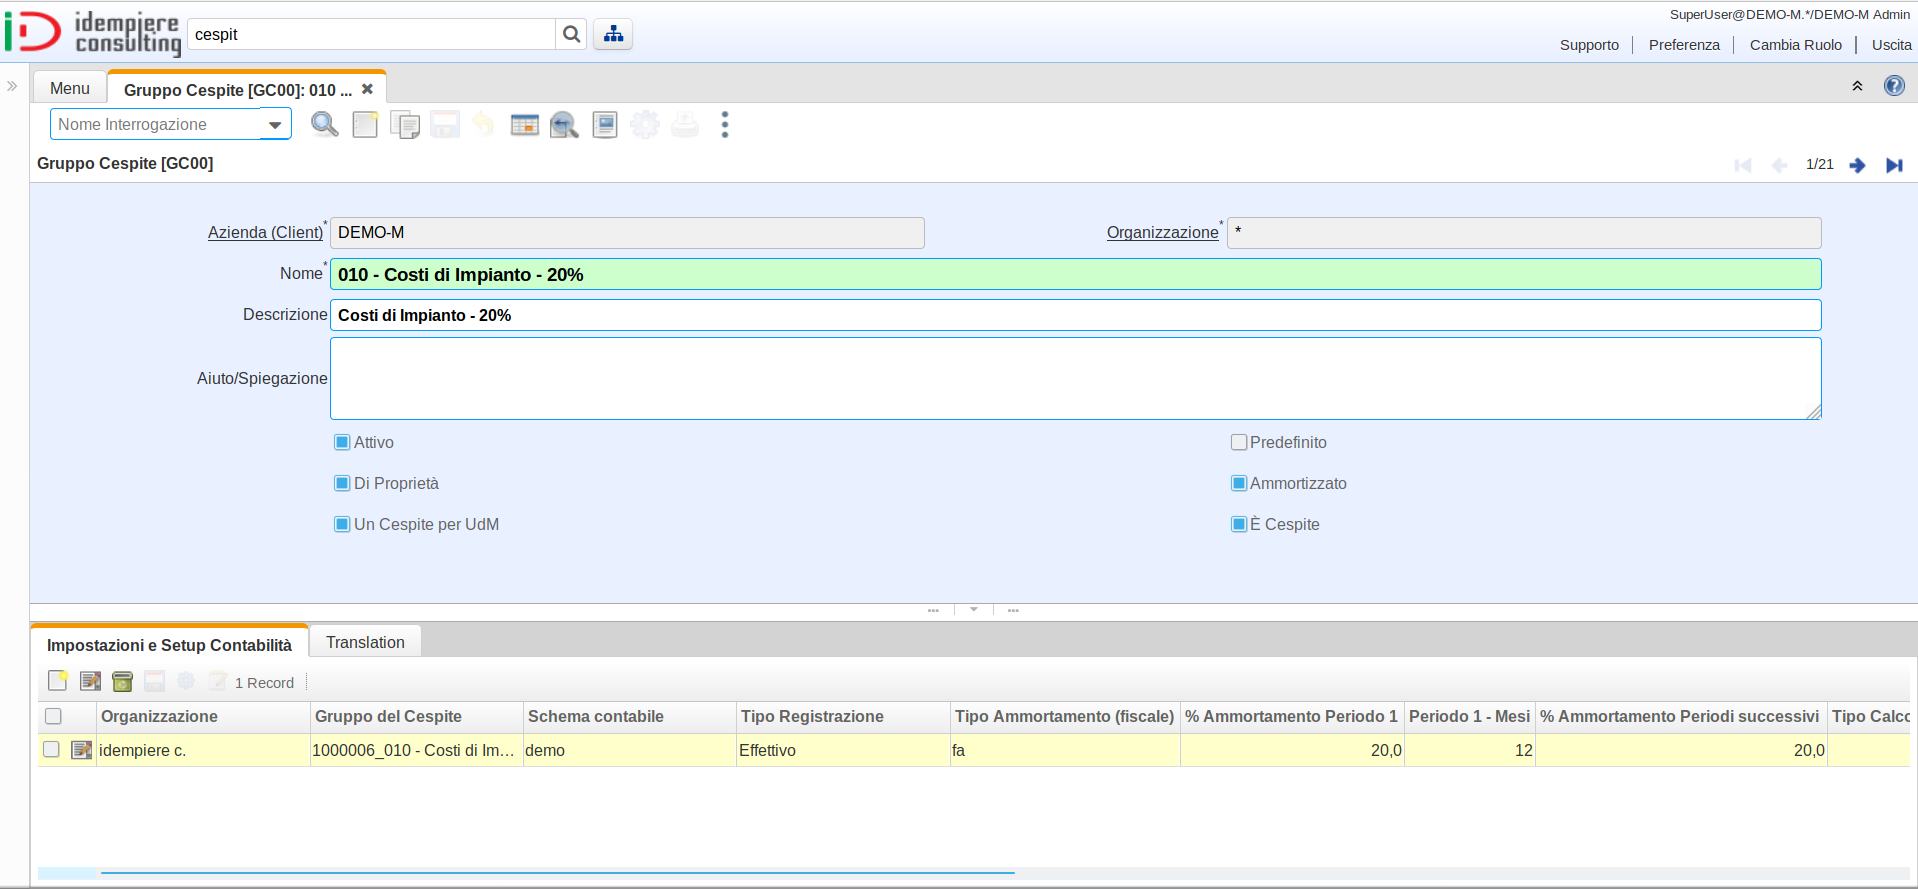 idempiere consulting
cespit
SuperUser@DEMO-M.*/DEMO-M Admin
Supporto Preferenza Cambia Ruolo Uscita
Menu Gruppo Cespite [GC00]: 010 ...
Nome Interrogazione
Gruppo Cespite [GC00] 1/21
Azienda (Client)* DEMO-M Organizzazione* *
Nome* 010 - Costi di Impianto - 20%
Descrizione Costi di Impianto - 20%
Aiuto/Spiegazione
Attivo Predefinito
Di Proprietà Ammortizzato
Un Cespite per UdM È Cespite
Impostazioni e Setup Contabilità Translation
1 Record
Organizzazione Gruppo del Cespite Schema contabile Tipo Registrazione Tipo Ammortamento (fiscale) % Ammortamento Periodo 1 Periodo 1 - Mesi % Ammortamento Periodi successivi Tipo Calco
idempiere c. 1000006_010 - Costi di Im... demo Effettivo fa 20,0 12 20,0